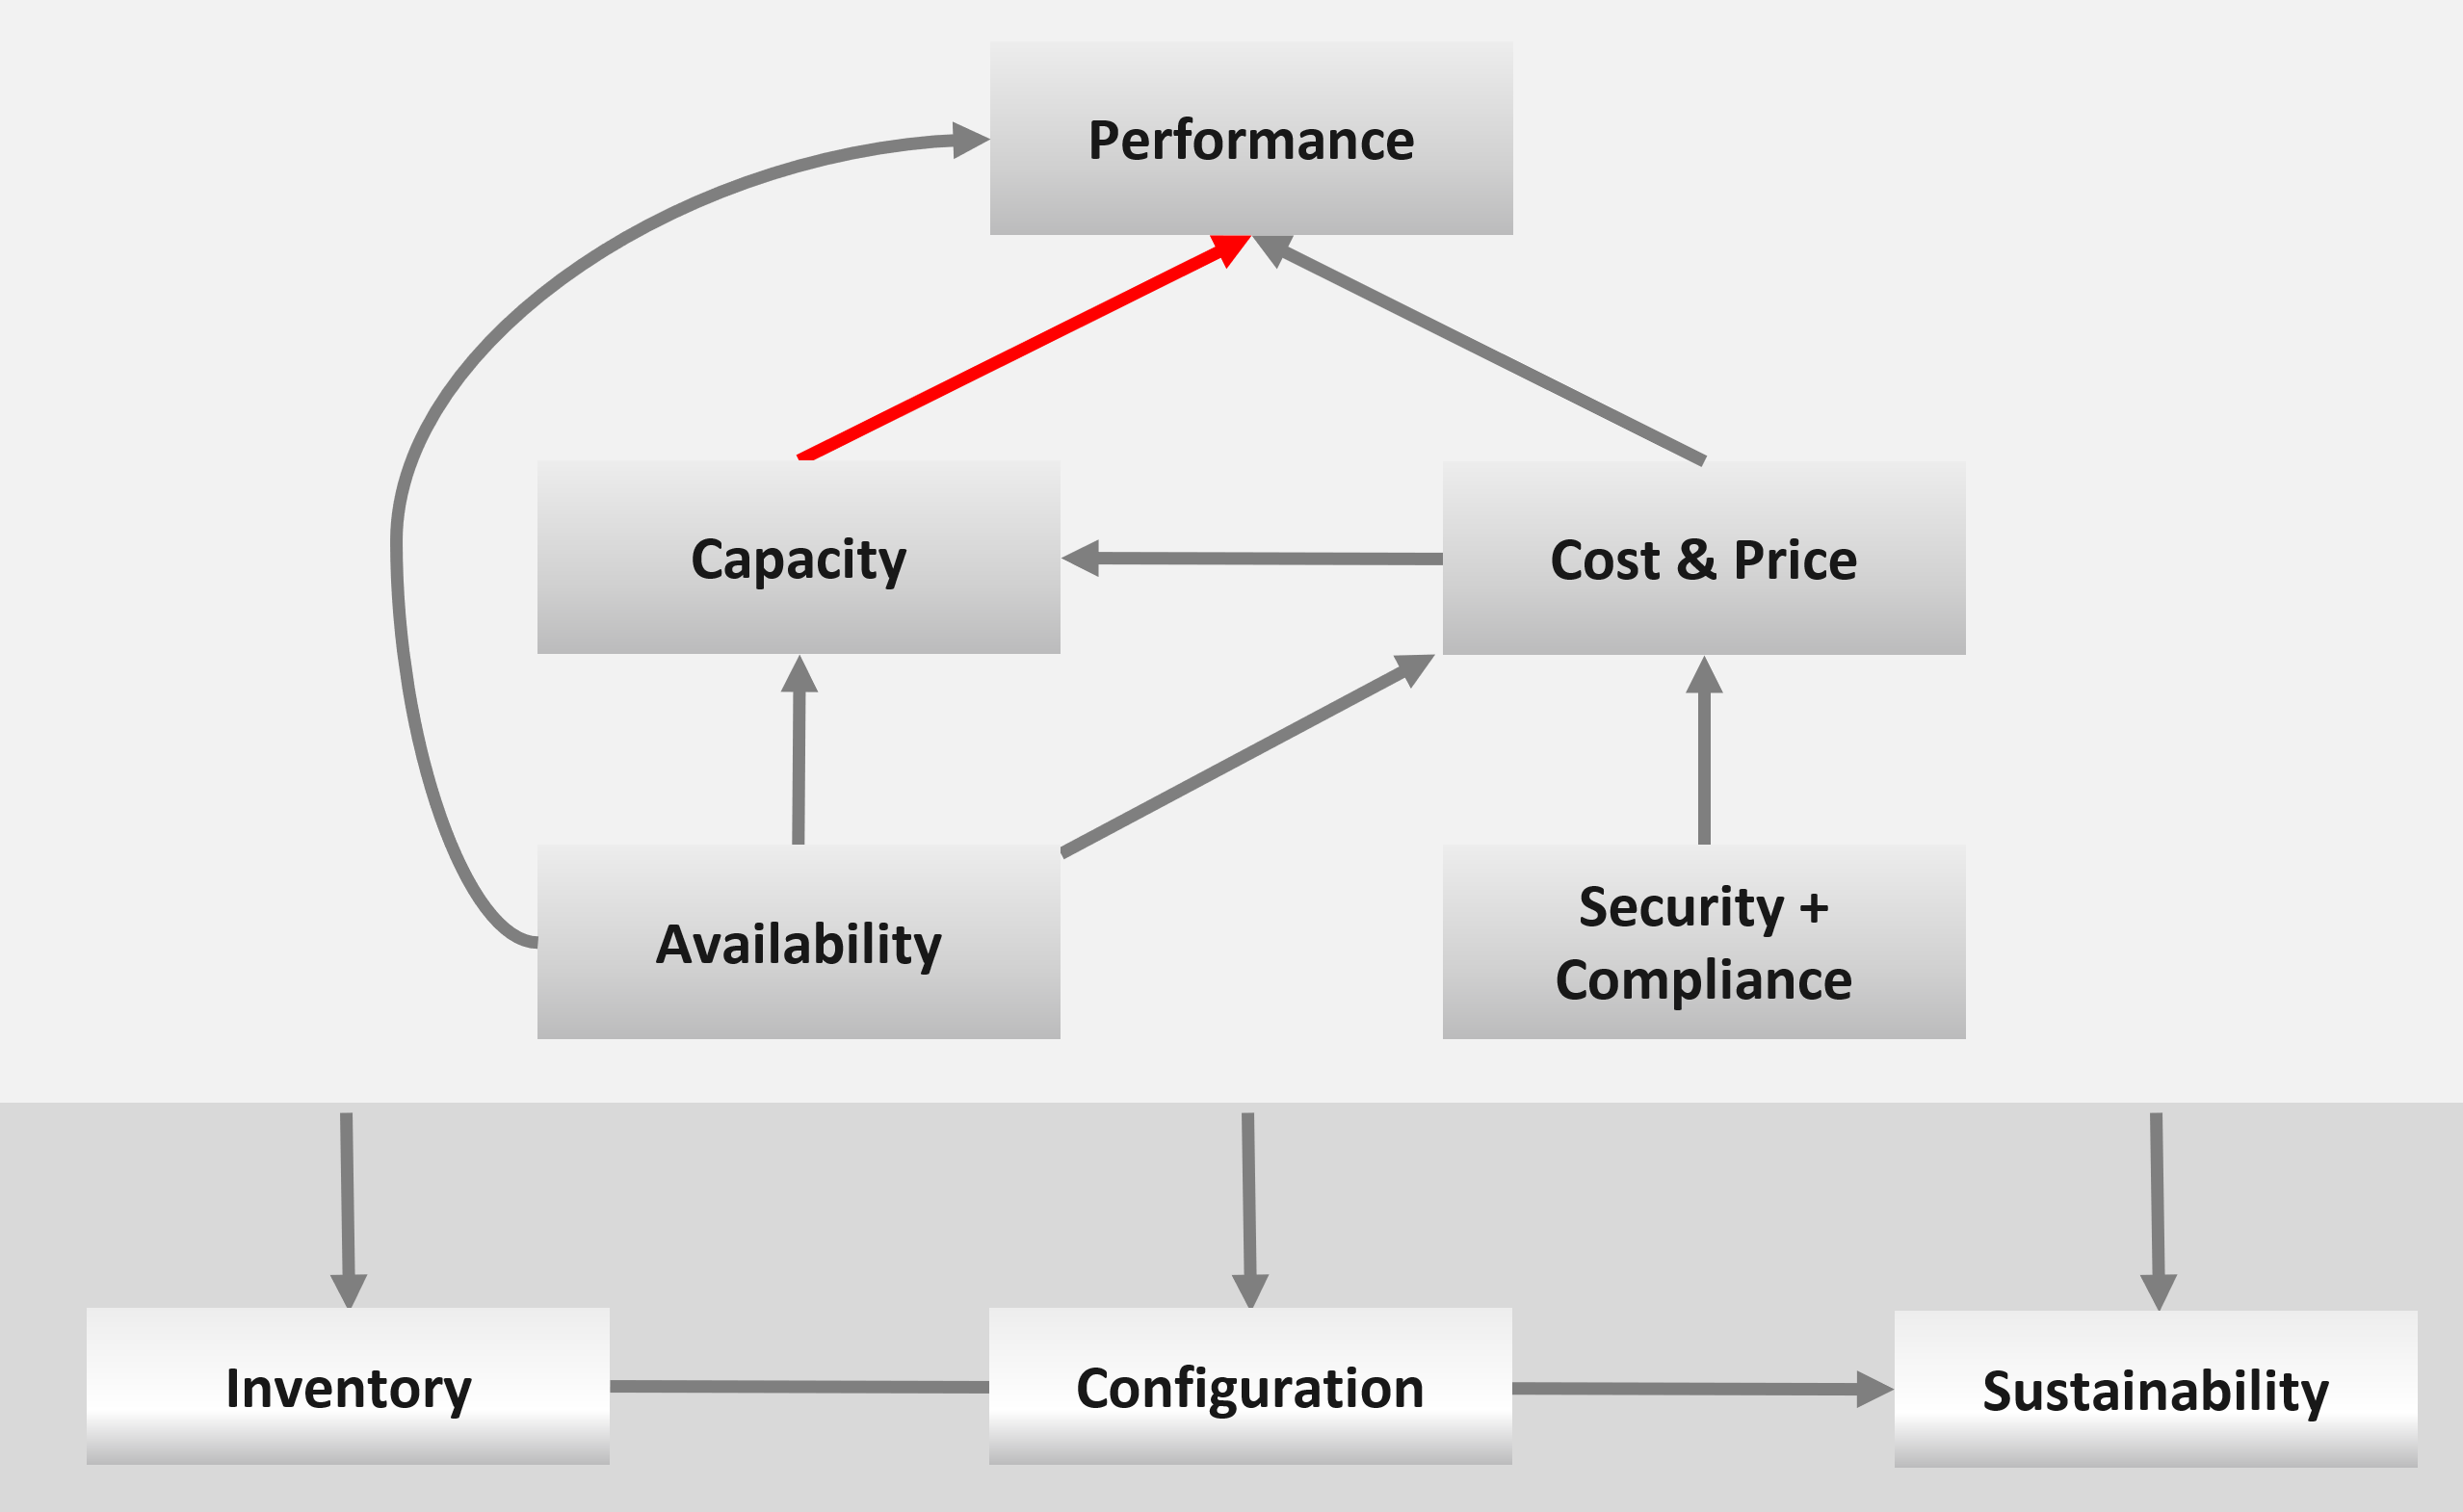 Performance
Capacity
Cost & Price
Availability
Security +
Compliance
Inventory
Configuration
Sustainability